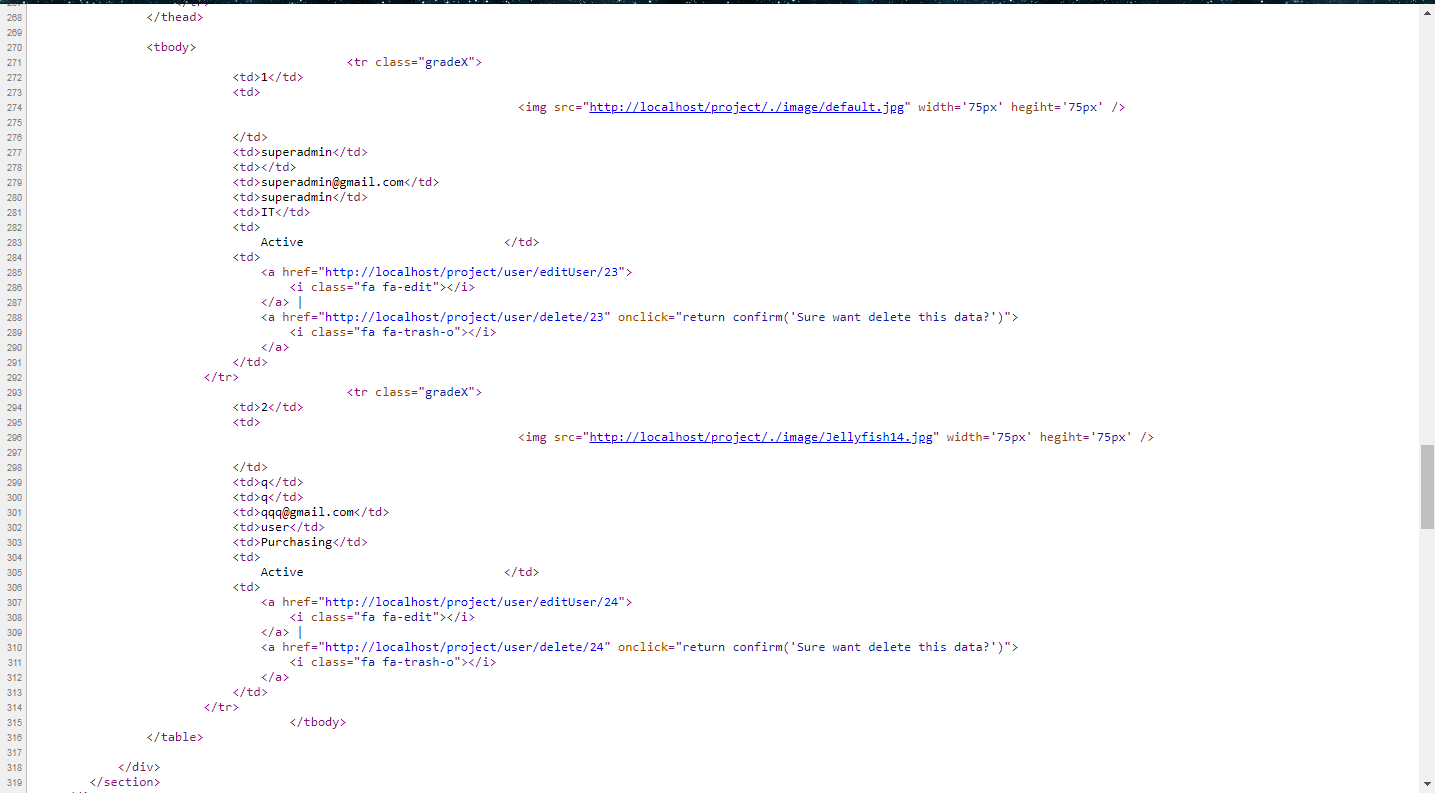 268 </thead>
269
270 <tbody>
271 <tr class="gradeX">
272 <td>1</td>
273 <td>
274 <img src="http://localhost/project/./image/default.jpg" width='75px' hegiht='75px' />
275
276 </td>
277 <td>superadmin</td>
278 <td></td>
279 <td>superadmin@gmail.com</td>
280 <td>superadmin</td>
281 <td>IT</td>
282 <td>
283 Active </td>
284 <td>
285 <a href="http://localhost/project/user/editUser/23">
286 <i class="fa fa-edit"></i>
287 </a> |
288 <a href="http://localhost/project/user/delete/23" onclick="return confirm('Sure want delete this data?')">
289 <i class="fa fa-trash-o"></i>
290 </a>
291 </td>
292 </tr>
293 <tr class="gradeX">
294 <td>2</td>
295 <td>
296 <img src="http://localhost/project/./image/Jellyfish14.jpg" width='75px' hegiht='75px' />
297
298 </td>
299 <td>q</td>
300 <td>q</td>
301 <td>qqq@gmail.com</td>
302 <td>user</td>
303 <td>Purchasing</td>
304 <td>
305 Active </td>
306 <td>
307 <a href="http://localhost/project/user/editUser/24">
308 <i class="fa fa-edit"></i>
309 </a> |
310 <a href="http://localhost/project/user/delete/24" onclick="return confirm('Sure want delete this data?')">
311 <i class="fa fa-trash-o"></i>
312 </a>
313 </td>
314 </tr>
315 </tbody>
316 </table>
317
318 </div>
319 </section>